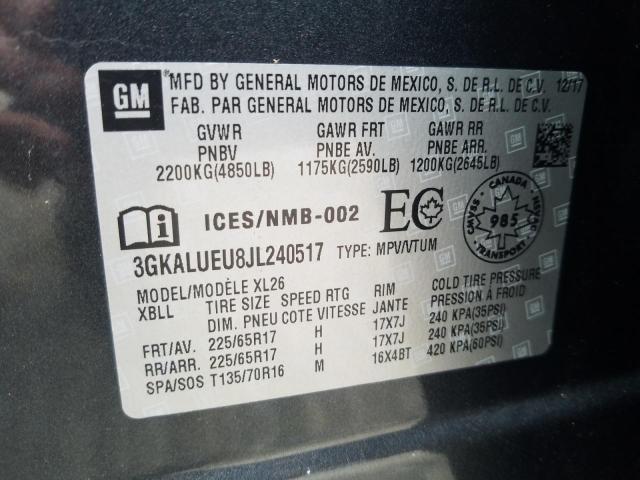 GM
MFD BY GENERAL MOTORS DE MEXICO, S. DE R.L. DE C.V. 12/17
FAB. PAR GENERAL MOTORS DE MEXICO, S. DE R.L. DE C.V.
GVWR GAWR FRT GAWR RR
PNBV PNBE AV. PNBE ARR.
2200KG(4850LB) 1175KG(2590LB) 1200KG(2645LB)
ICES/NMB-002 EC
CANADA
CMVSS 985 NSVAC
TRANSPORT
3GKALUEU8JL240517 TYPE: MPV/VTUM
MODEL/MODÈLE XL26
XBLL TIRE SIZE SPEED RTG RIM COLD TIRE PRESSURE
DIM. PNEU COTE VITESSE JANTE PRESSION À FROID
FRT/AV. 225/65R17 H 17X7J 240 KPA(35PSI)
RR/ARR. 225/65R17 H 17X7J 240 KPA(35PSI)
SPA/SOS T135/70R16 M 16X4BT 420 KPA(60PSI)